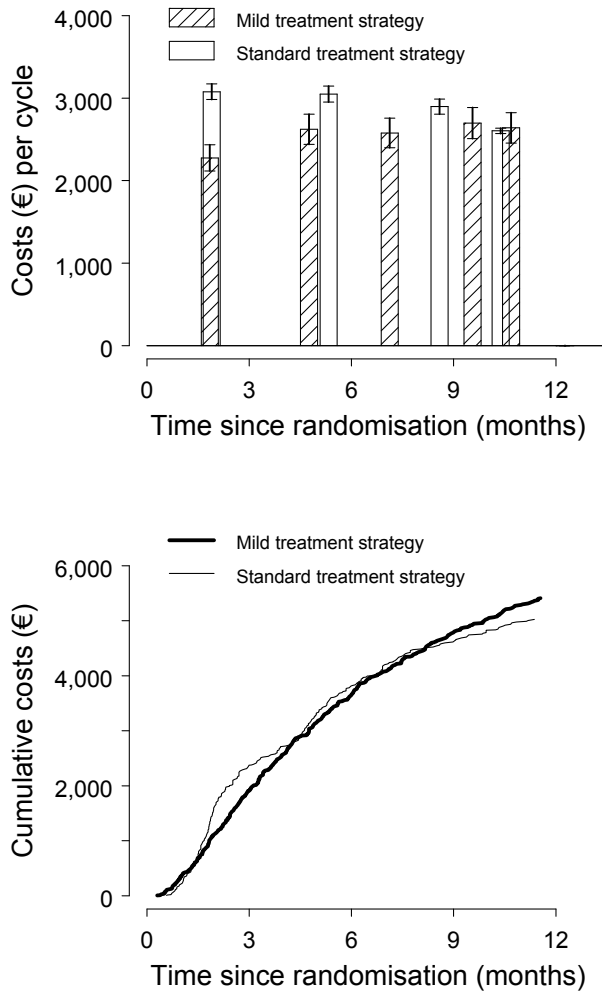 4,000
Mild treatment strategy
Standard treatment strategy
3,000
2,000
1,000
0
Costs (€) per cycle
0 3 6 9 12
Time since randomisation (months)
Mild treatment strategy
Standard treatment strategy
6,000
4,000
2,000
0
Cumulative costs (€)
0 3 6 9 12
Time since randomisation (months)